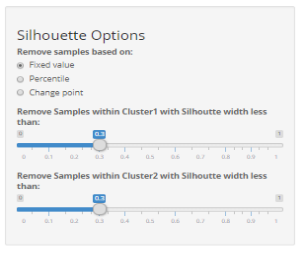 Silhouette Options
Remove samples based on:
Fixed value
Percentile
Change point
Remove Samples within Cluster1 with Silhoutte width less
than:
0 0.3 1
0 0.1 0.2 0.3 0.4 0.5 0.6 0.7 0.8 0.9 1
Remove Samples within Cluster2 with Silhoutte width less
than:
0 0.3 1
0 0.1 0.2 0.3 0.4 0.5 0.6 0.7 0.8 0.9 1